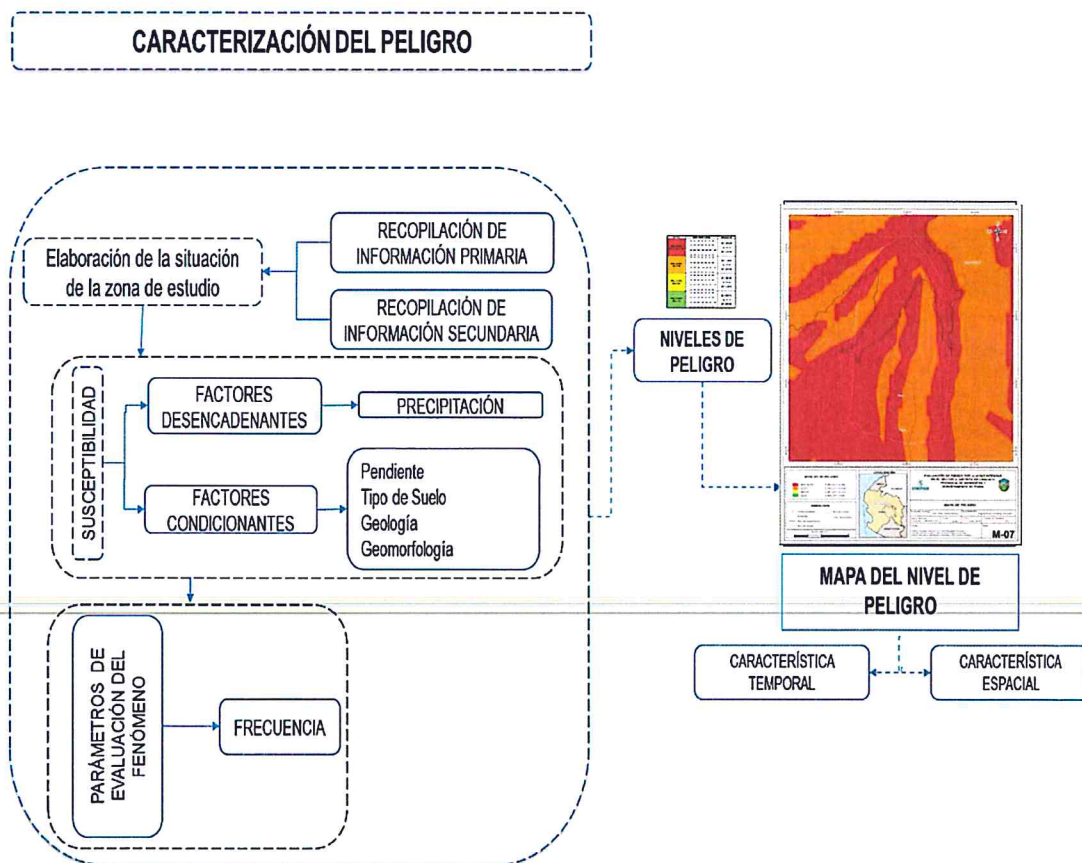 CARACTERIZACIÓN DEL PELIGRO
Elaboración de la situación
de la zona de estudio
RECOPILACIÓN DE
INFORMACIÓN PRIMARIA
RECOPILACIÓN DE
INFORMACIÓN SECUNDARIA
SUSCEPTIBILIDAD
FACTORES
DESENCADENANTES
PRECIPITACIÓN
FACTORES
CONDICIONANTES
Pendiente
Tipo de Suelo
Geología
Geomorfología
PARÁMETROS DE
EVALUACIÓN DEL
FENÓMENO
FRECUENCIA
NIVELES DE
PELIGRO
M-07
MAPA DEL NIVEL DE
PELIGRO
CARACTERÍSTICA
TEMPORAL
CARACTERÍSTICA
ESPACIAL